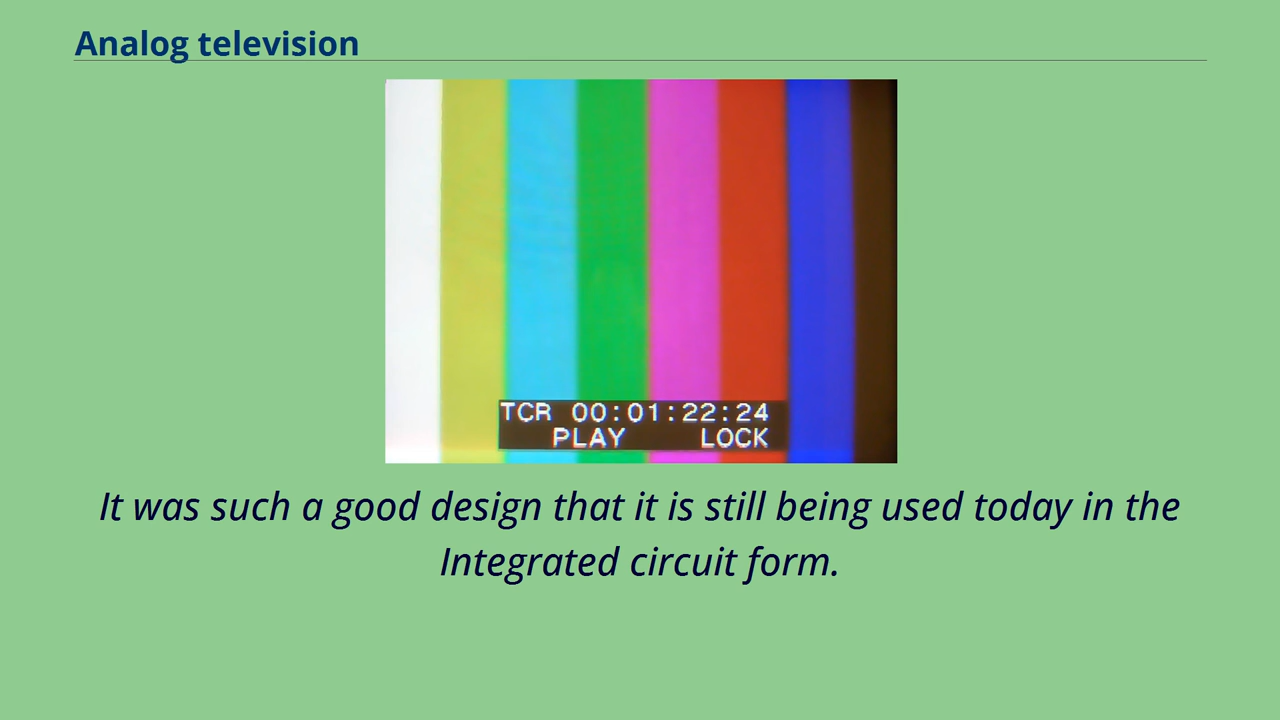 Analog television
TCR 00:01:22:24
PLAY LOCK
It was such a good design that it is still being used today in the
Integrated circuit form.